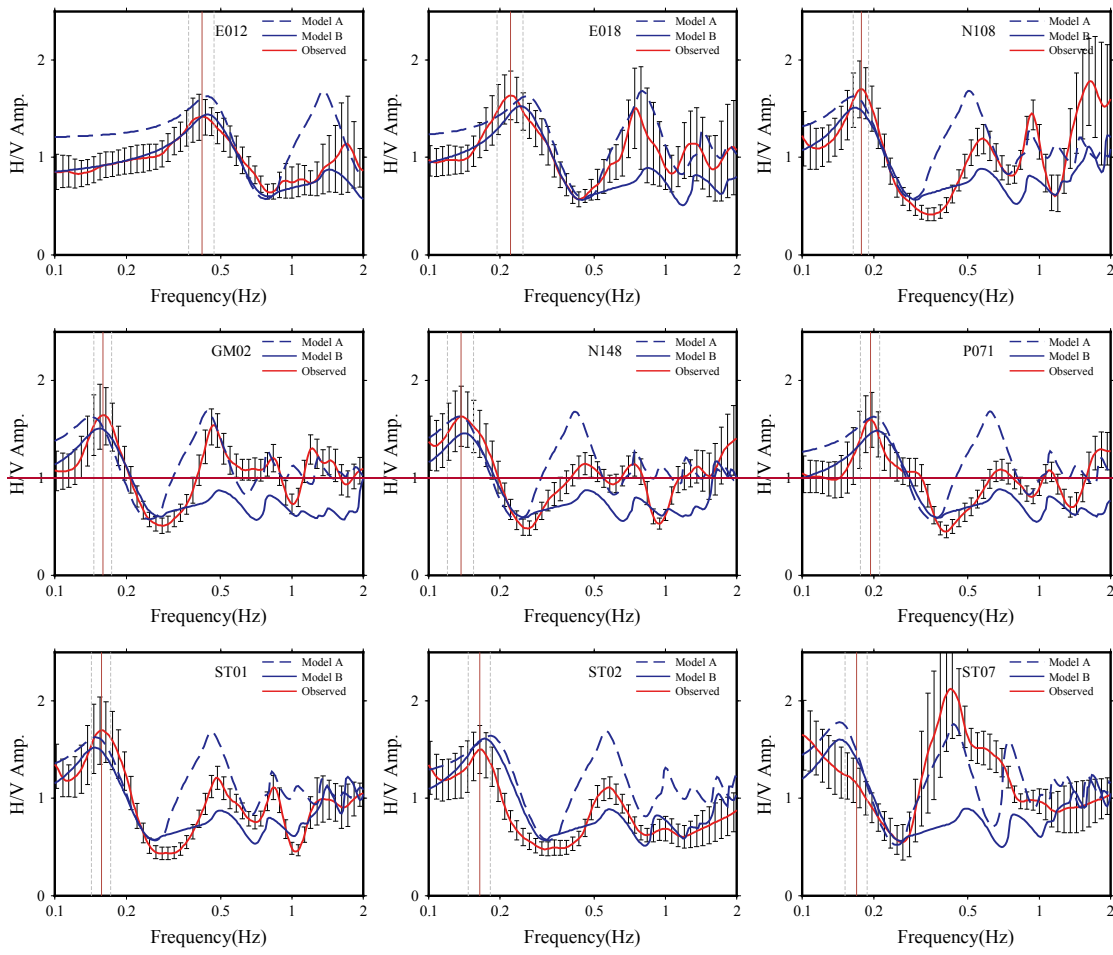 E012
Model A
Model B
Observed
H/V Amp.
2
1
0
0.1 0.2 0.5 1 2
Frequency(Hz)
E018
Model A
Model B
Observed
H/V Amp.
2
1
0
0.1 0.2 0.5 1 2
Frequency(Hz)
N108
Model A
Model B
Observed
H/V Amp.
2
1
0
0.1 0.2 0.5 1 2
Frequency(Hz)
GM02
Model A
Model B
Observed
H/V Amp.
2
1
0
0.1 0.2 0.5 1 2
Frequency(Hz)
N148
Model A
Model B
Observed
H/V Amp.
2
1
0
0.1 0.2 0.5 1 2
Frequency(Hz)
P071
Model A
Model B
Observed
H/V Amp.
2
1
0
0.1 0.2 0.5 1 2
Frequency(Hz)
ST01
Model A
Model B
Observed
H/V Amp.
2
1
0
0.1 0.2 0.5 1 2
Frequency(Hz)
ST02
Model A
Model B
Observed
H/V Amp.
2
1
0
0.1 0.2 0.5 1 2
Frequency(Hz)
ST07
Model A
Model B
Observed
H/V Amp.
2
1
0
0.1 0.2 0.5 1 2
Frequency(Hz)